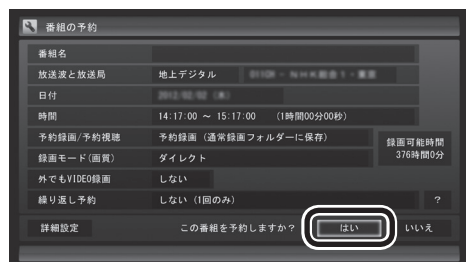 番組の予約
番組名
放送波と放送局 地上デジタル
日付
時間 14:17:00 ～ 15:17:00 (1時間00分00秒)
予約録画/予約視聴 予約録画 (通常録画フォルダーに保存)
録画可能時間
376時間0分
録画モード(画質) ダイレクト
外でもVIDEO録画 しない
繰り返し予約 しない (1回のみ) ?
詳細設定 この番組を予約しますか? はい いいえ